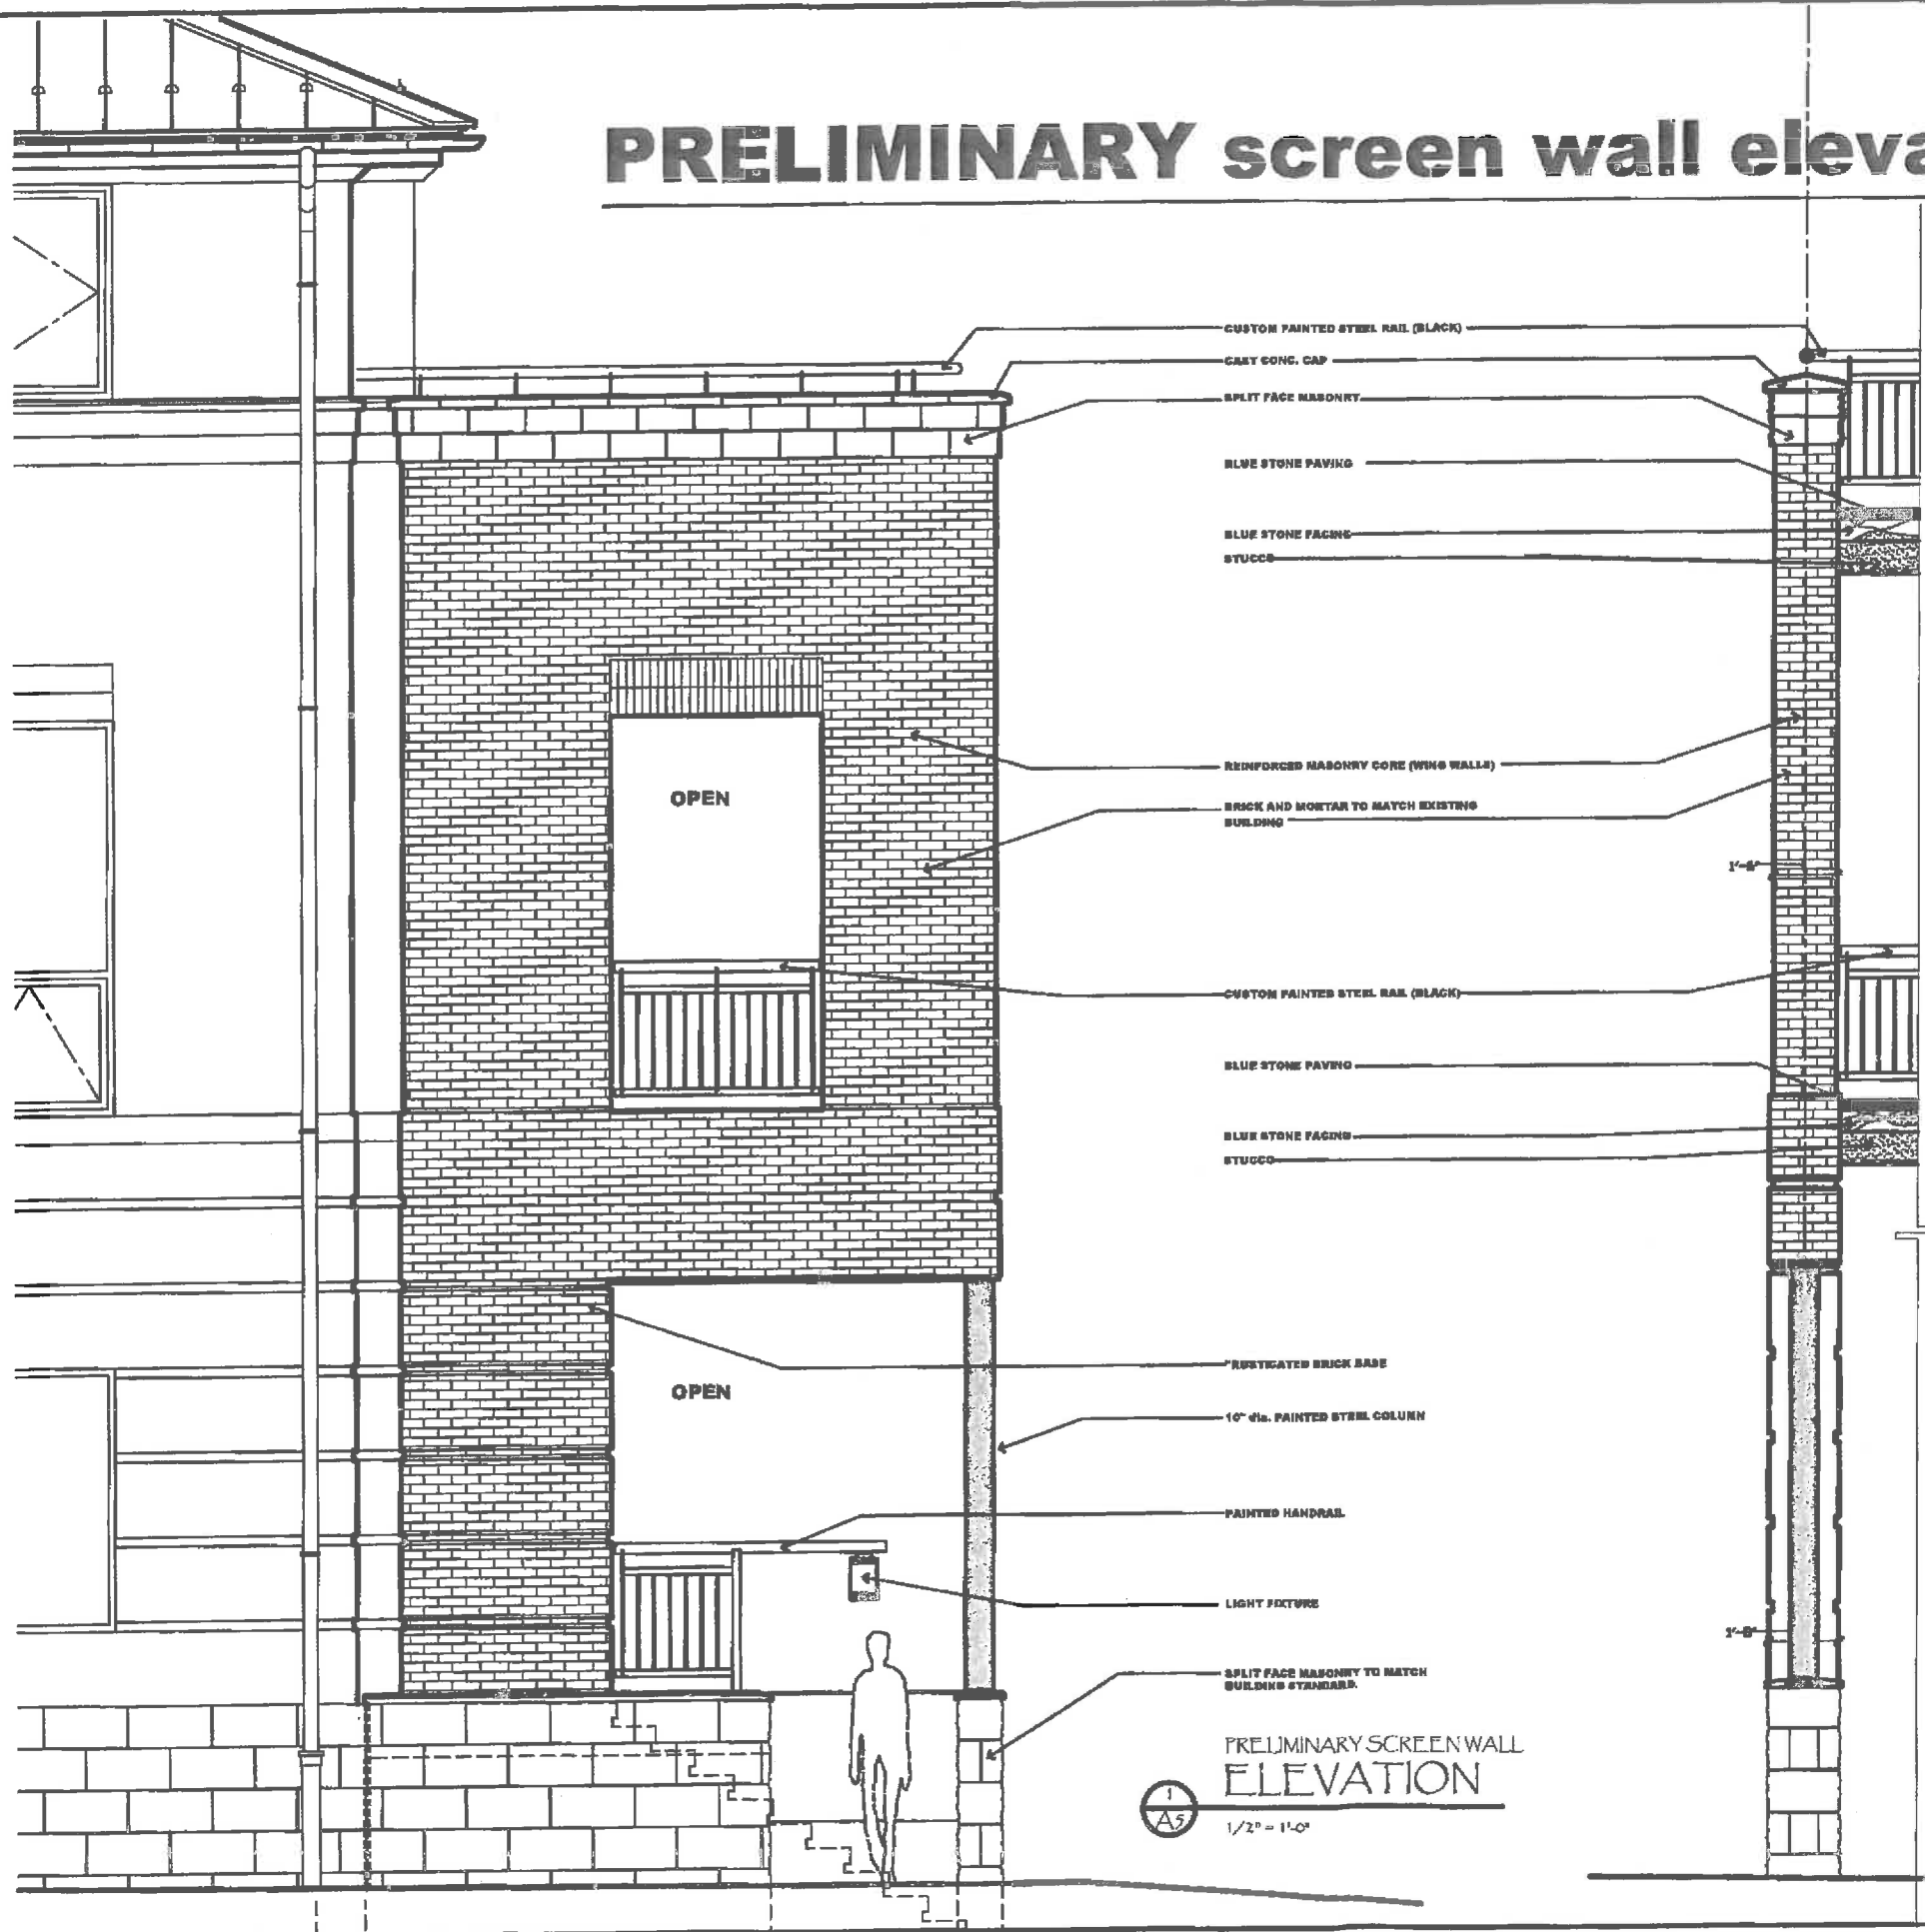 PRELIMINARY screen wall eleva
CUSTOM PAINTED STEEL RAIL (BLACK)
CAST CONC. CAP
SPLIT FACE MASONRY
BLUE STONE PAVING
BLUE STONE FACING
STUCCO
OPEN
REINFORCED MASONRY CORE (WING WALLS)
BRICK AND MORTAR TO MATCH EXISTING
BUILDING
CUSTOM PAINTED STEEL RAIL (BLACK)
BLUE STONE PAVING
BLUE STONE FACING
STUCCO
"RUSTICATED BRICK BASE
OPEN
10" dia. PAINTED STEEL COLUMN
PAINTED HANDRAIL
LIGHT FIXTURE
SPLIT FACE MASONRY TO MATCH
BUILDING STANDARD.
PRELIMINARY SCREEN WALL
ELEVATION
1
A5
1/2" = 1'-0"